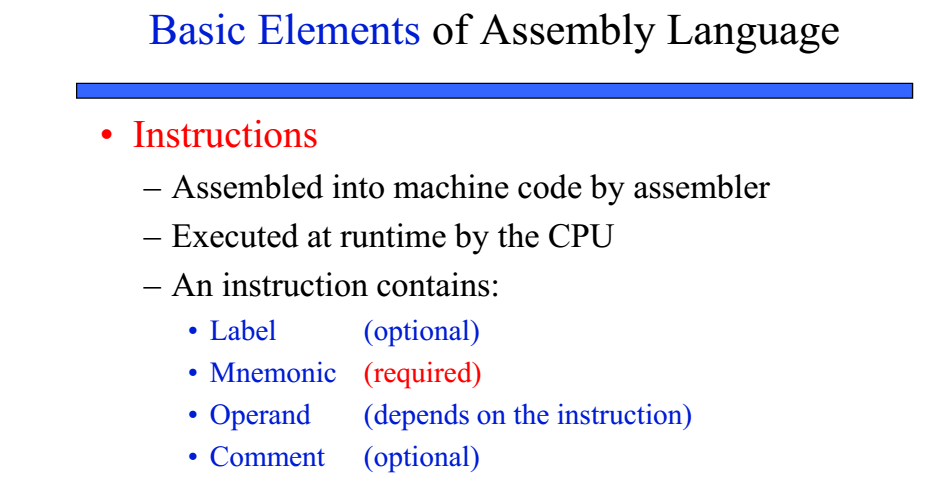 Basic Elements of Assembly Language
• Instructions
– Assembled into machine code by assembler
– Executed at runtime by the CPU
– An instruction contains:
• Label (optional)
• Mnemonic (required)
• Operand (depends on the instruction)
• Comment (optional)